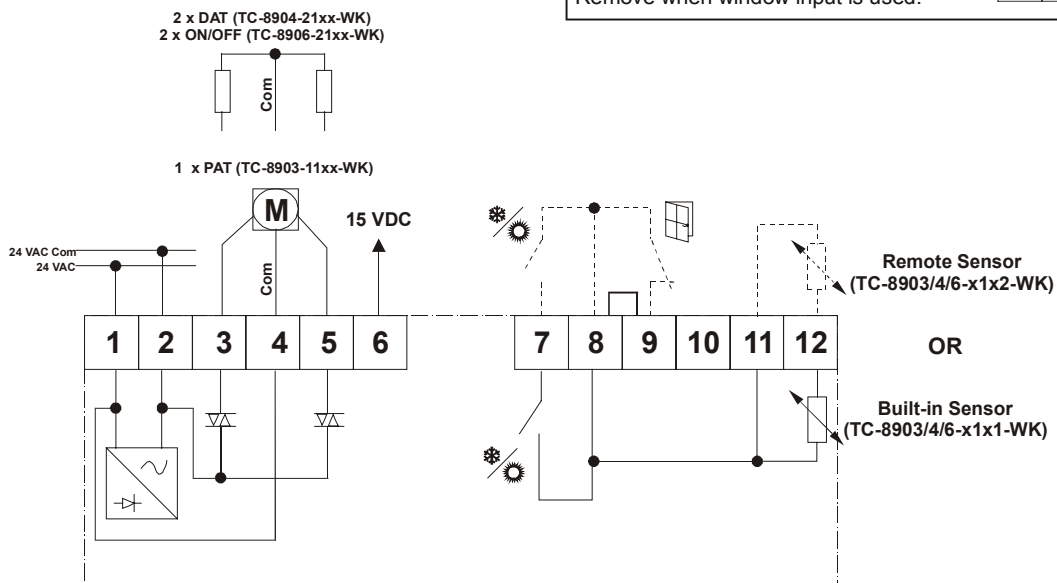 Remove when window input is used.
2 x DAT (TC-8904-21xx-WK)
2 x ON/OFF (TC-8906-21xx-WK)
Com
1 x PAT (TC-8903-11xx-WK)
M
15 VDC
24 VAC Com
24 VAC
Com
Remote Sensor
(TC-8903/4/6-x1x2-WK)
1 2 3 4 5 6 7 8 9 10 11 12
OR
Built-in Sensor
(TC-8903/4/6-x1x1-WK)